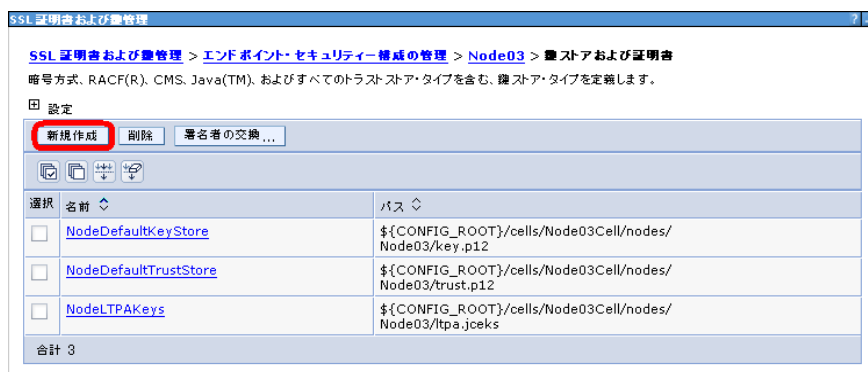 SSL 証明書および鍵管理 ?
SSL 証明書および鍵管理 > エンドポイント・セキュリティー構成の管理 > Node03 > 鍵ストアおよび証明書
暗号方式、RACF(R)、CMS、Java(TM)、およびすべてのトラストストア・タイプを含む、鍵ストア・タイプを定義します。
設定
新規作成 削除 署名者の交換...
選択 名前 パス
NodeDefaultKeyStore ${CONFIG_ROOT}/cells/Node03Cell/nodes/
Node03/key.p12
NodeDefaultTrustStore ${CONFIG_ROOT}/cells/Node03Cell/nodes/
Node03/trust.p12
NodeLTPAKeys ${CONFIG_ROOT}/cells/Node03Cell/nodes/
Node03/ltpa.jceks
合計 3